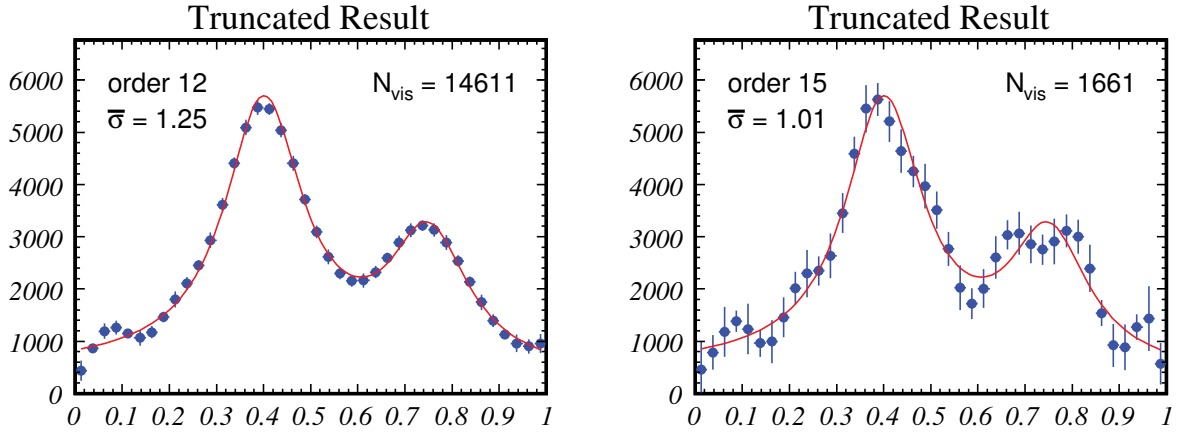 Truncated Result
order 12 N_vis = 14611
σ̅ = 1.25
6000
5000
4000
3000
2000
1000
0
0 0.1 0.2 0.3 0.4 0.5 0.6 0.7 0.8 0.9 1
Truncated Result
order 15 N_vis = 1661
σ̅ = 1.01
6000
5000
4000
3000
2000
1000
0
0 0.1 0.2 0.3 0.4 0.5 0.6 0.7 0.8 0.9 1